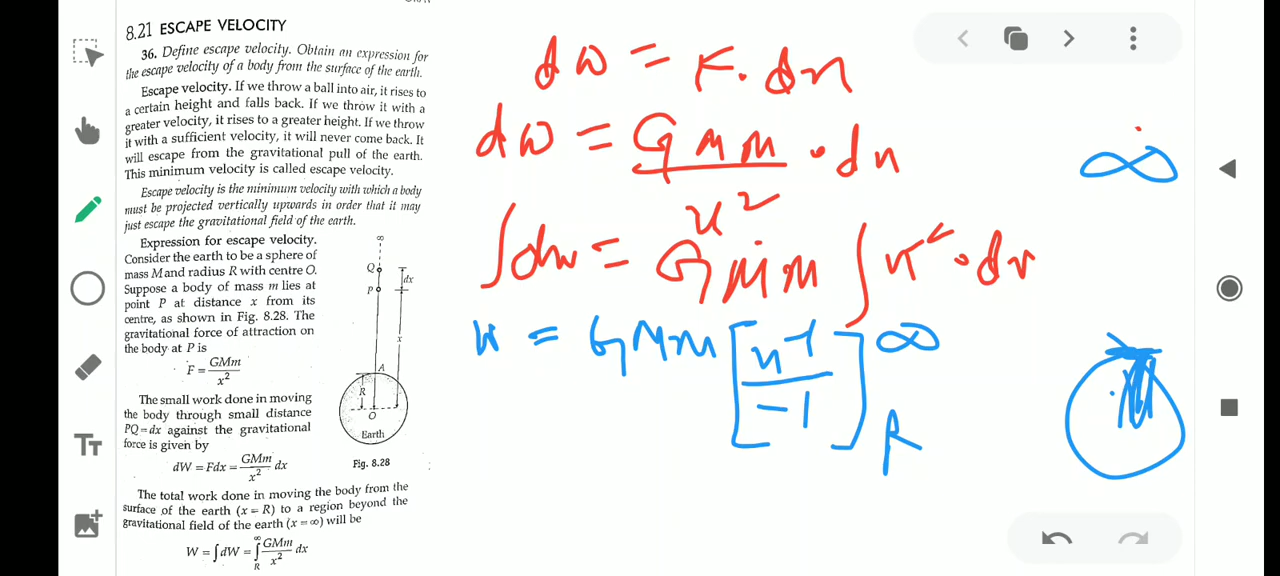 8.21 ESCAPE VELOCITY
36. Define escape velocity. Obtain an expression for
the escape velocity of a body from the surface of the earth.
Escape velocity. If we throw a ball into air, it rises to
a certain height and falls back. If we throw it with a
greater velocity, it rises to a greater height. If we throw
it with a sufficient velocity, it will never come back. It
will escape from the gravitational pull of the earth.
This minimum velocity is called escape velocity.
Escape velocity is the minimum velocity with which a body
must be projected vertically upwards in order that it may
just escape the gravitational field of the earth.
Expression for escape velocity.
Consider the earth to be a sphere of
mass M and radius R with centre O.
Suppose a body of mass m lies at
point P at distance x from its
centre, as shown in Fig. 8.28. The
gravitational force of attraction on
the body at P is
F = GMm / x²
The small work done in moving
the body through small distance
PQ = dx against the gravitational
force is given by
dW = Fdx = GMm / x² dx
The total work done in moving the body from the
surface of the earth (x = R) to a region beyond the
gravitational field of the earth (x = ∞) will be
W = ∫dW = ∫R^∞ GMm / x² dx
∞
Q
dx
P
x
A
R
O
Earth
Fig. 8.28
dw = F. dx
dw = GMm / x² . dx
∫dw = GMm ∫x⁻² . dx
W = GMm [x⁻¹ / -1] ∞ R
∞
Tt